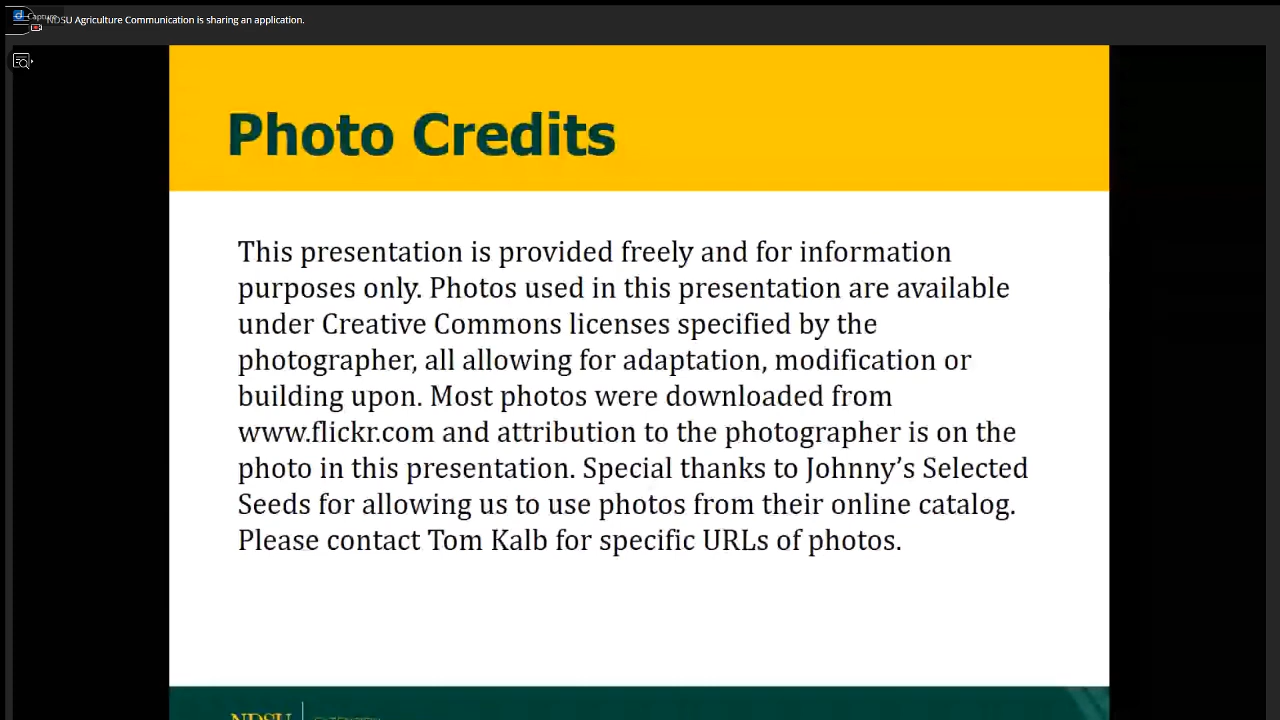 Capture
NDSU Agriculture Communication is sharing an application.
Photo Credits
This presentation is provided freely and for information
purposes only. Photos used in this presentation are available
under Creative Commons licenses specified by the
photographer, all allowing for adaptation, modification or
building upon. Most photos were downloaded from
www.flickr.com and attribution to the photographer is on the
photo in this presentation. Special thanks to Johnny’s Selected
Seeds for allowing us to use photos from their online catalog.
Please contact Tom Kalb for specific URLs of photos.
NDSU